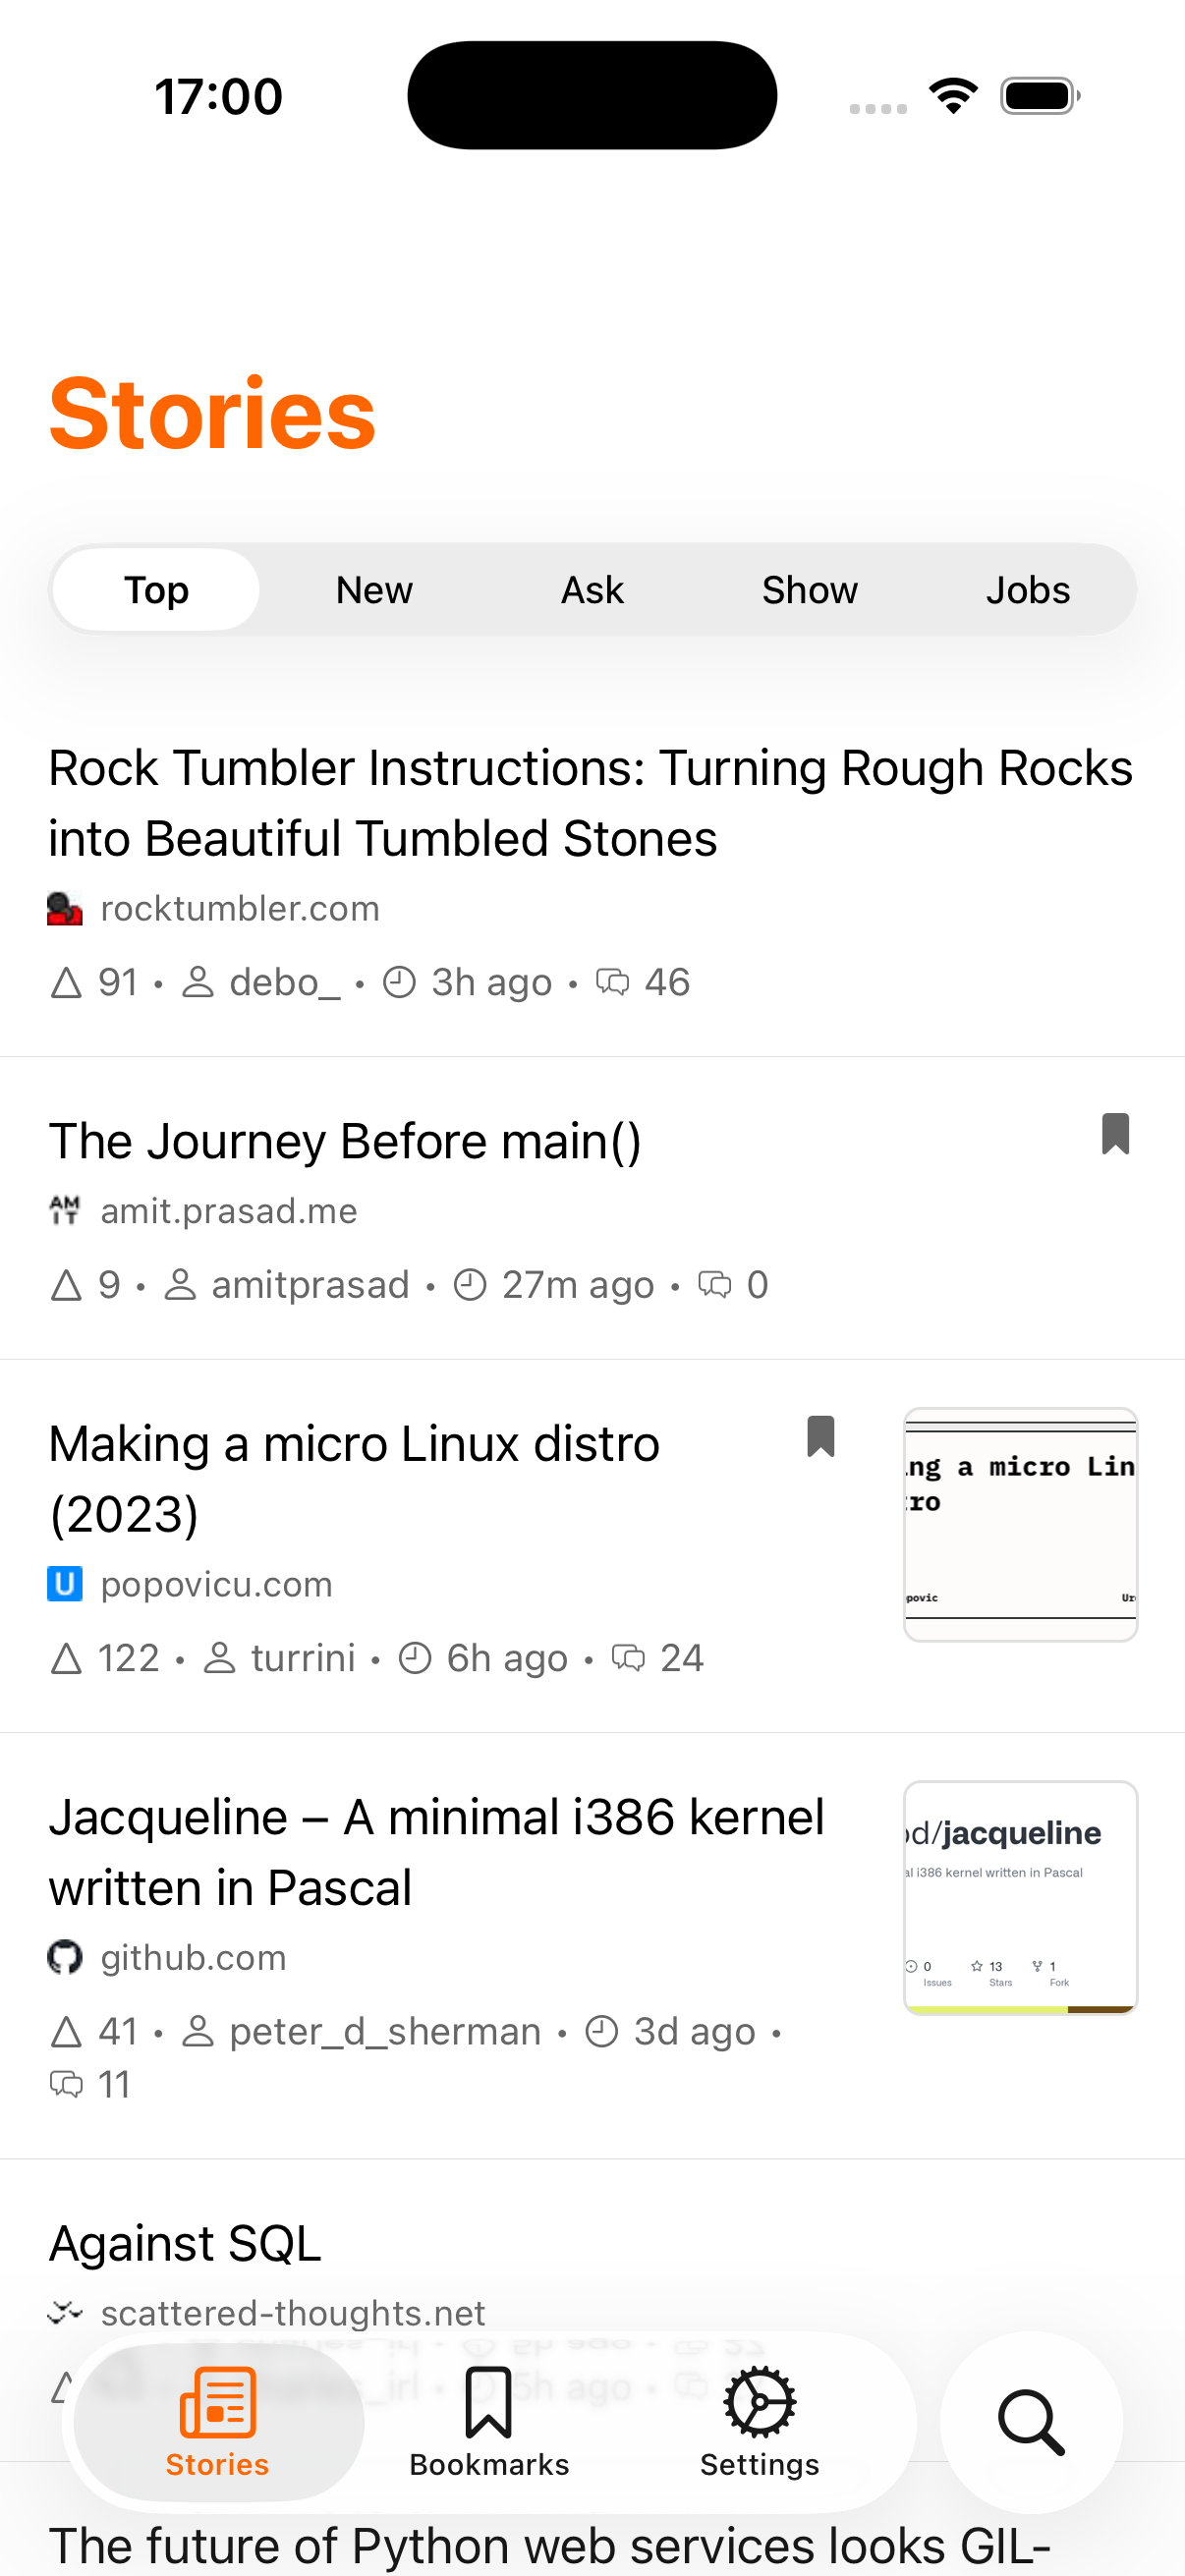 17:00
Stories
Top New Ask Show Jobs
Rock Tumbler Instructions: Turning Rough Rocks
into Beautiful Tumbled Stones
rocktumbler.com
91 • debo_ • 3h ago • 46
The Journey Before main()
AM
IT
amit.prasad.me
9 • amitprasad • 27m ago • 0
Making a micro Linux distro
(2023)
U popovicu.com
122 • turrini • 6h ago • 24
ng a micro Lin
tro
povic Ur
Jacqueline – A minimal i386 kernel
written in Pascal
github.com
41 • peter_d_sherman • 3d ago •
11
od/jacqueline
al i386 kernel written in Pascal
0 13 1
Issues Stars Fork
Against SQL
scattered-thoughts.net
_irl • 5h ago •
Stories Bookmarks Settings
The future of Python web services looks GIL-